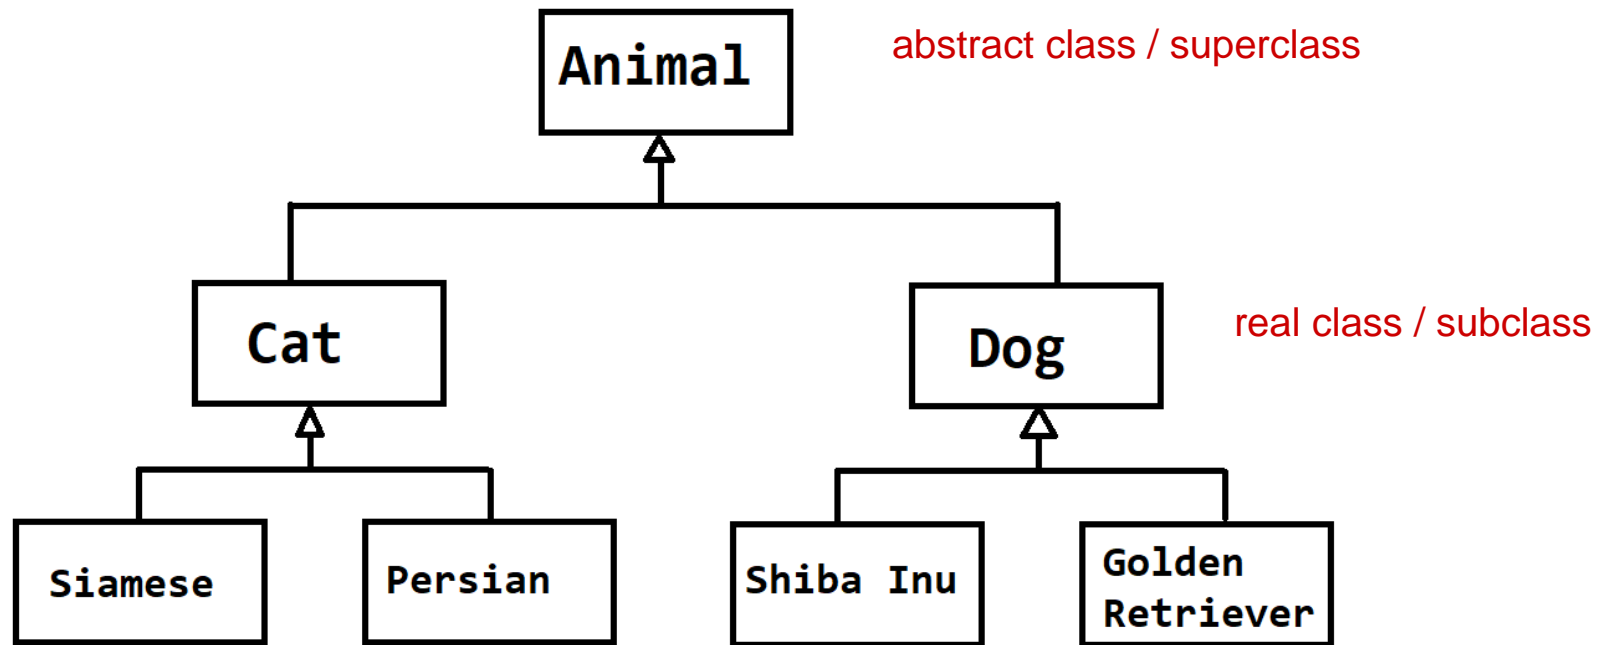 Animal
abstract class / superclass
Cat
Dog
real class / subclass
Siamese
Persian
Shiba Inu
Golden
Retriever